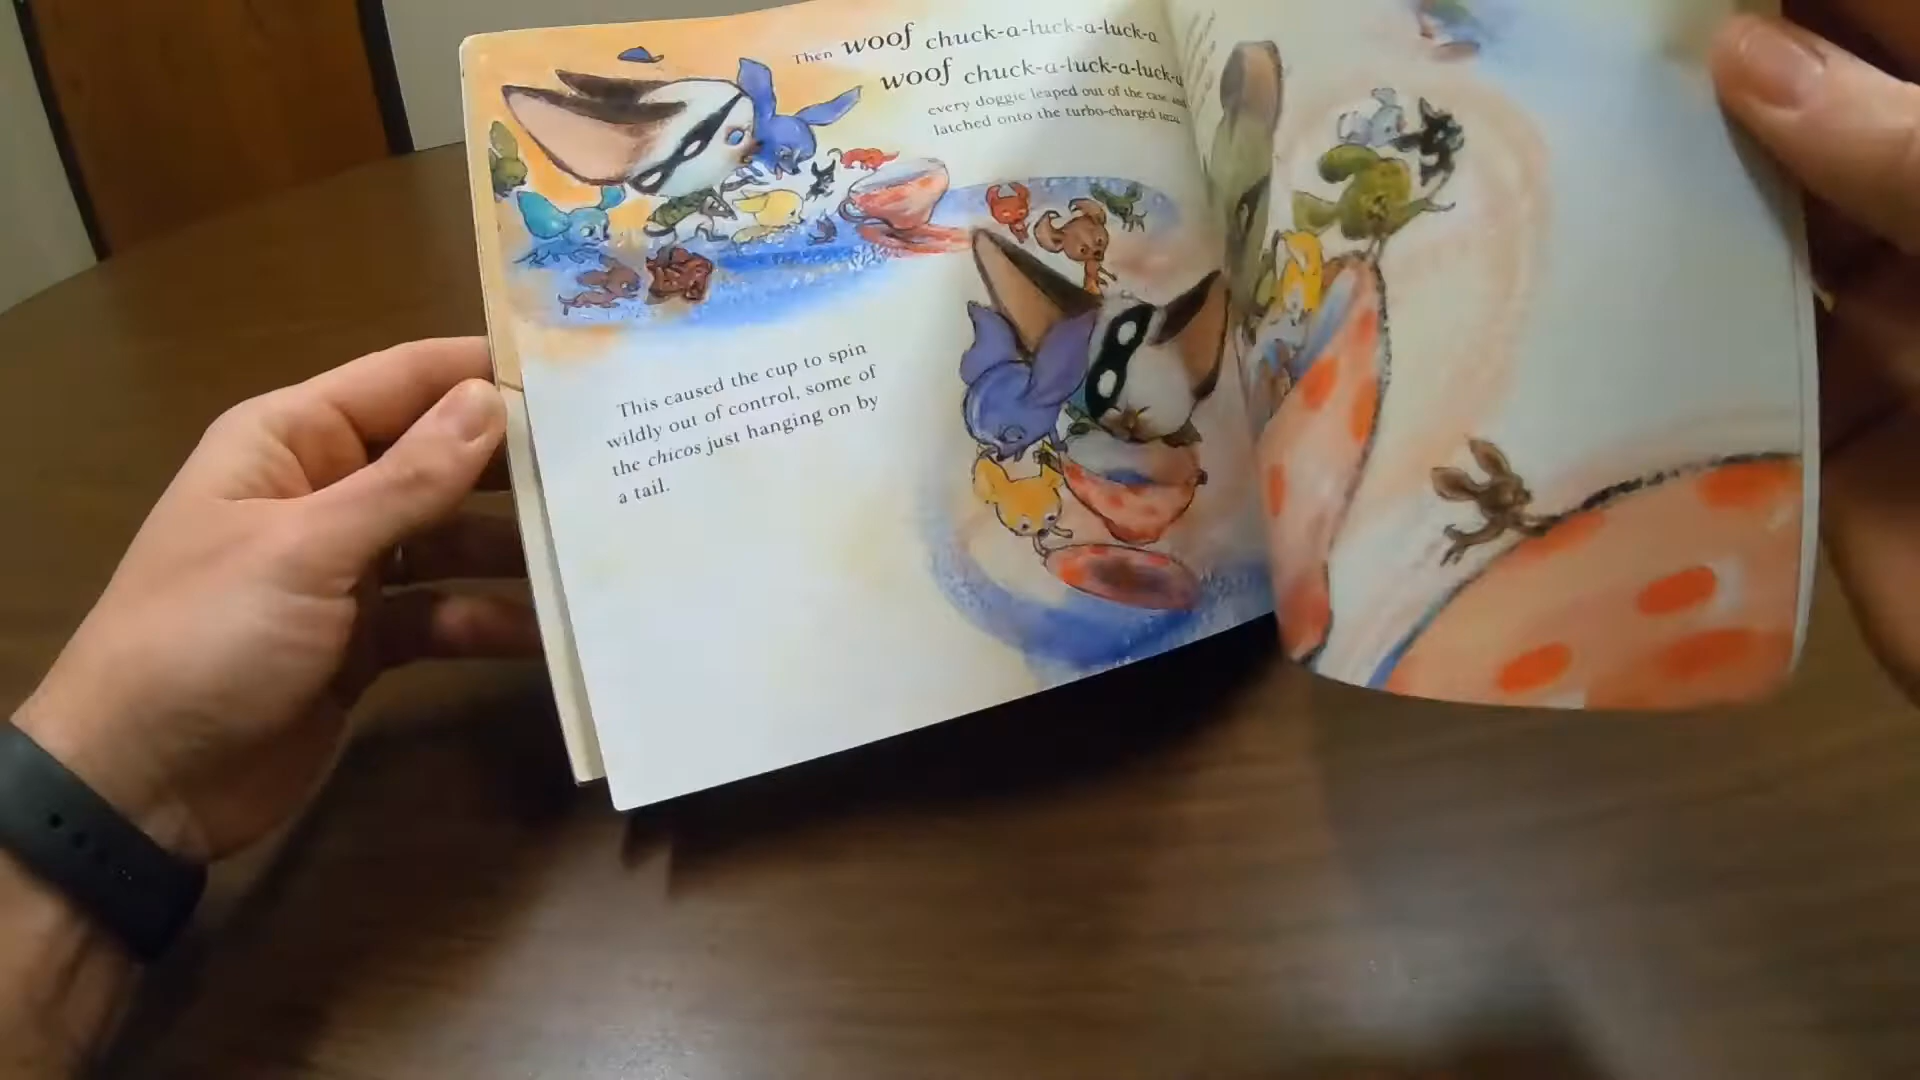 Then woof chuck-a-luck-a-luck-a
woof chuck-a-luck-a-luck-a
every doggie leaped out of the case and
latched onto the turbo-charged
This caused the cup to spin
wildly out of control, some of
the chicos just hanging on by
a tail.